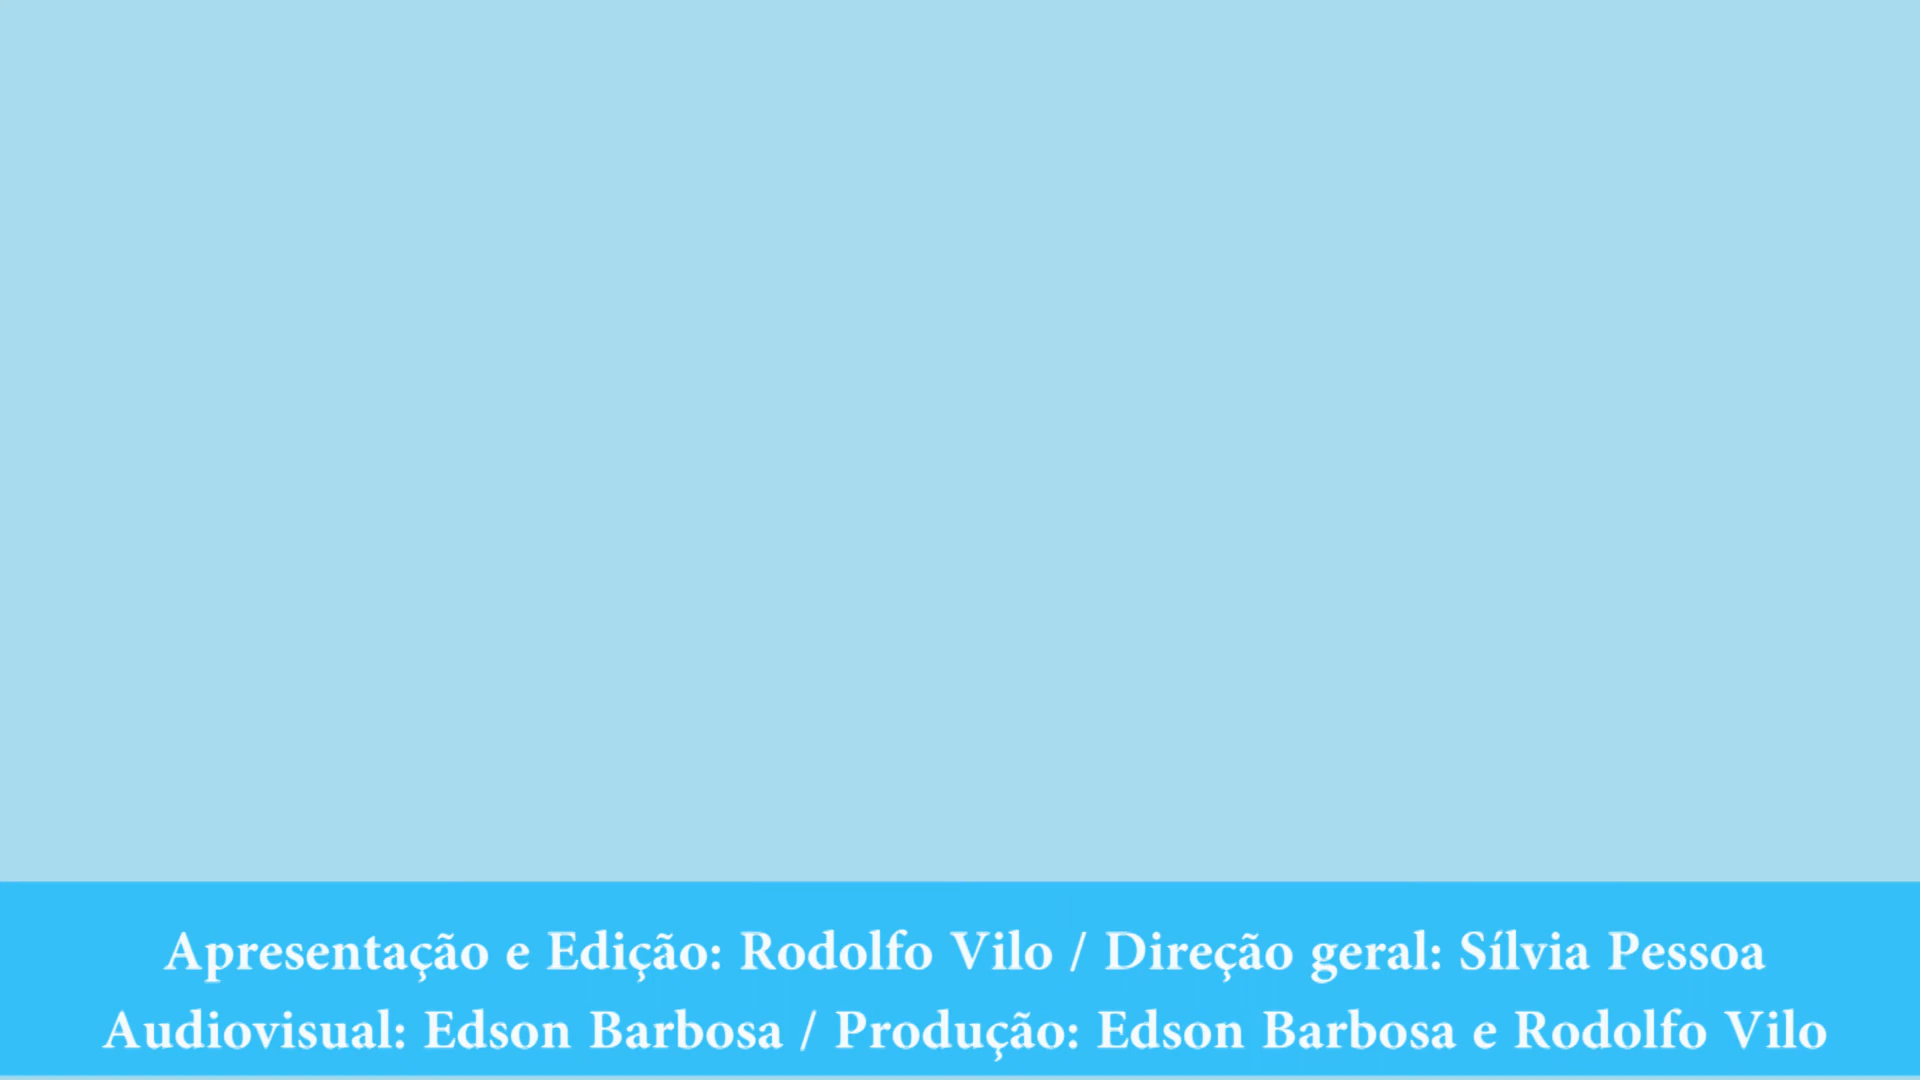 Apresentação e Edição: Rodolfo Vilo / Direção geral: Sílvia Pessoa
Audiovisual: Edson Barbosa / Produção: Edson Barbosa e Rodolfo Vilo